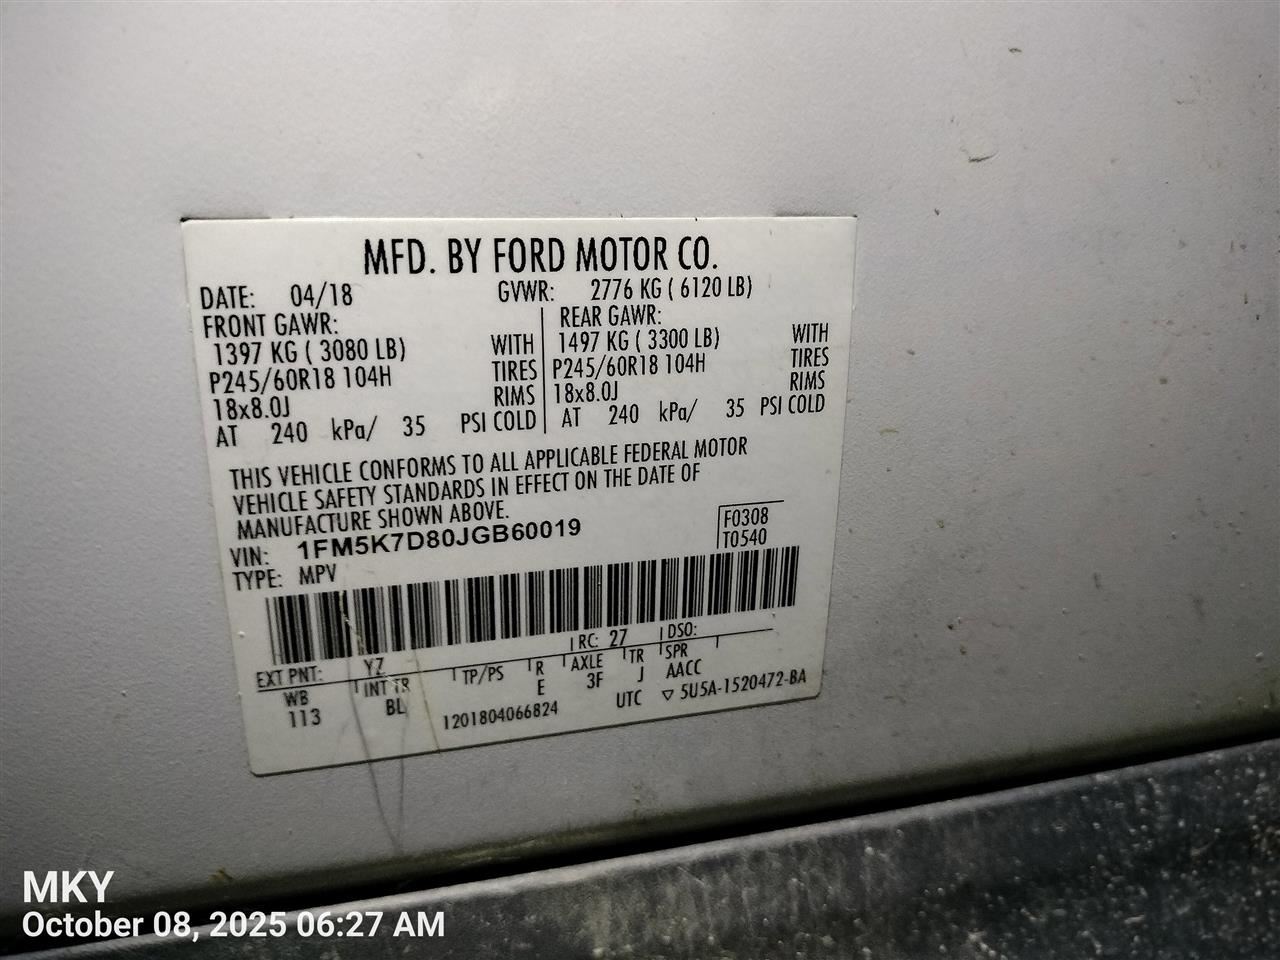 MFD. BY FORD MOTOR CO.
DATE: 04/18 GVWR: 2776 KG ( 6120 LB)
FRONT GAWR: REAR GAWR:
1397 KG ( 3080 LB) WITH 1497 KG ( 3300 LB) WITH
P245/60R18 104H TIRES P245/60R18 104H TIRES
18x8.0J RIMS 18x8.0J RIMS
AT 240 kPa/ 35 PSI COLD AT 240 kPa/ 35 PSI COLD
THIS VEHICLE CONFORMS TO ALL APPLICABLE FEDERAL MOTOR
VEHICLE SAFETY STANDARDS IN EFFECT ON THE DATE OF
MANUFACTURE SHOWN ABOVE.
VIN: 1FM5K7D80JGB60019 F0308
TYPE: MPV T0540
EXT PNT: YZ RC: 27 DSO:
WB INT TR TP/PS R AXLE TR SPR
113 BL E 3F J AACC
1201804066824 UTC ▽ 5U5A-1520472-BA
MKY
October 08, 2025 06:27 AM